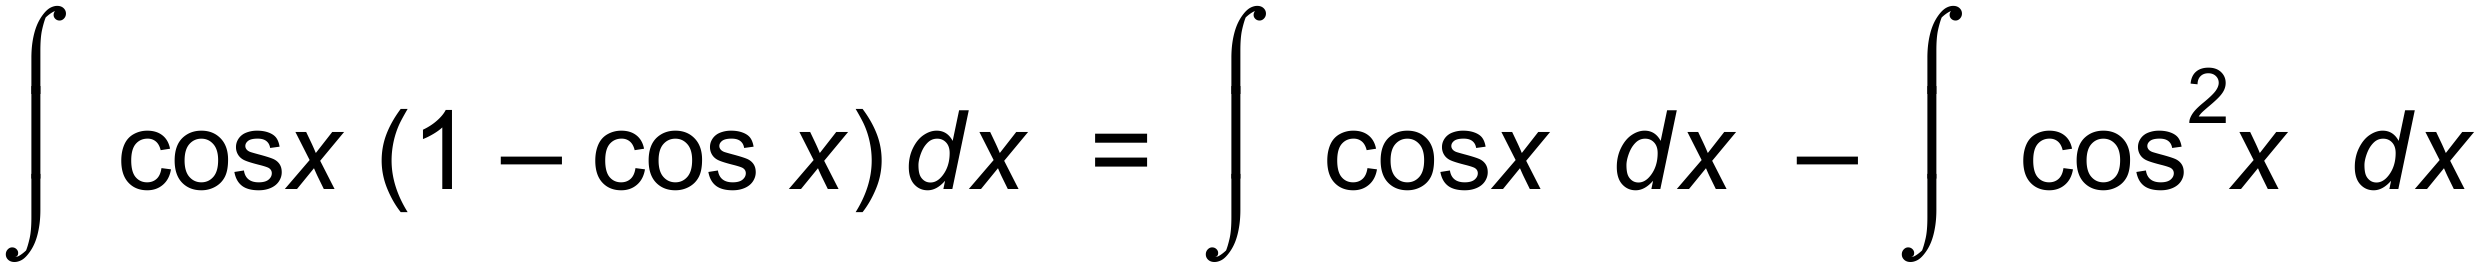 ∫ cosx (1 − cos x) dx = ∫ cosx dx − ∫ cos²x dx